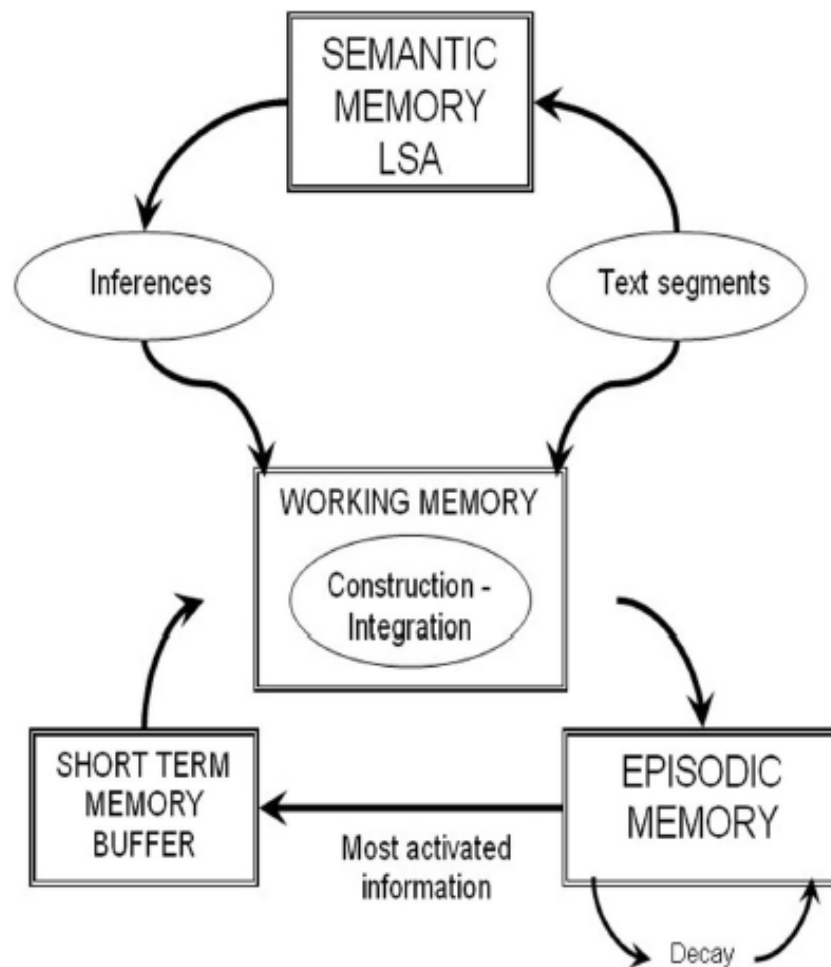 SEMANTIC
MEMORY
LSA
Inferences
Text segments
WORKING MEMORY
Construction -
Integration
SHORT TERM
MEMORY
BUFFER
Most activated
information
EPISODIC
MEMORY
Decay